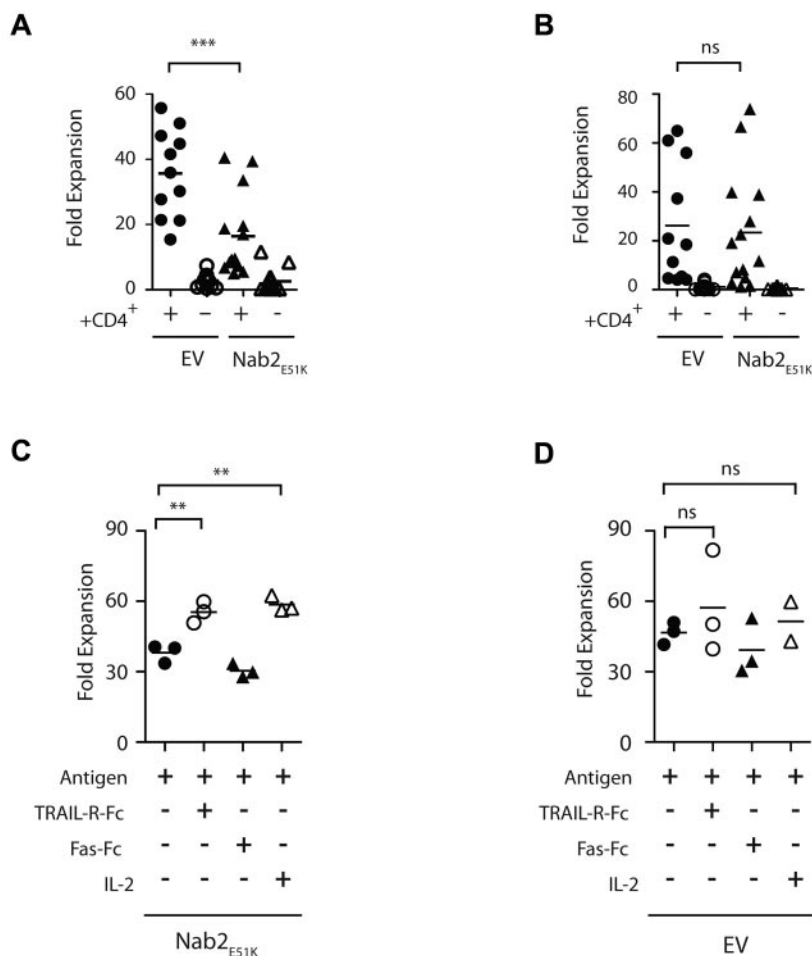 A
***
Fold Expansion
60
40
20
0
+CD4⁺ + - + -
EV Nab2E51K
B
ns
Fold Expansion
80
60
40
20
0
+CD4⁺ + - + -
EV Nab2E51K
C
**
**
Fold Expansion
90
60
30
0
Antigen + + + +
TRAIL-R-Fc - + - -
Fas-Fc - - + -
IL-2 - - - +
Nab2E51K
D
ns
ns
Fold Expansion
90
60
30
0
Antigen + + + +
TRAIL-R-Fc - + - -
Fas-Fc - - + -
IL-2 - - - +
EV